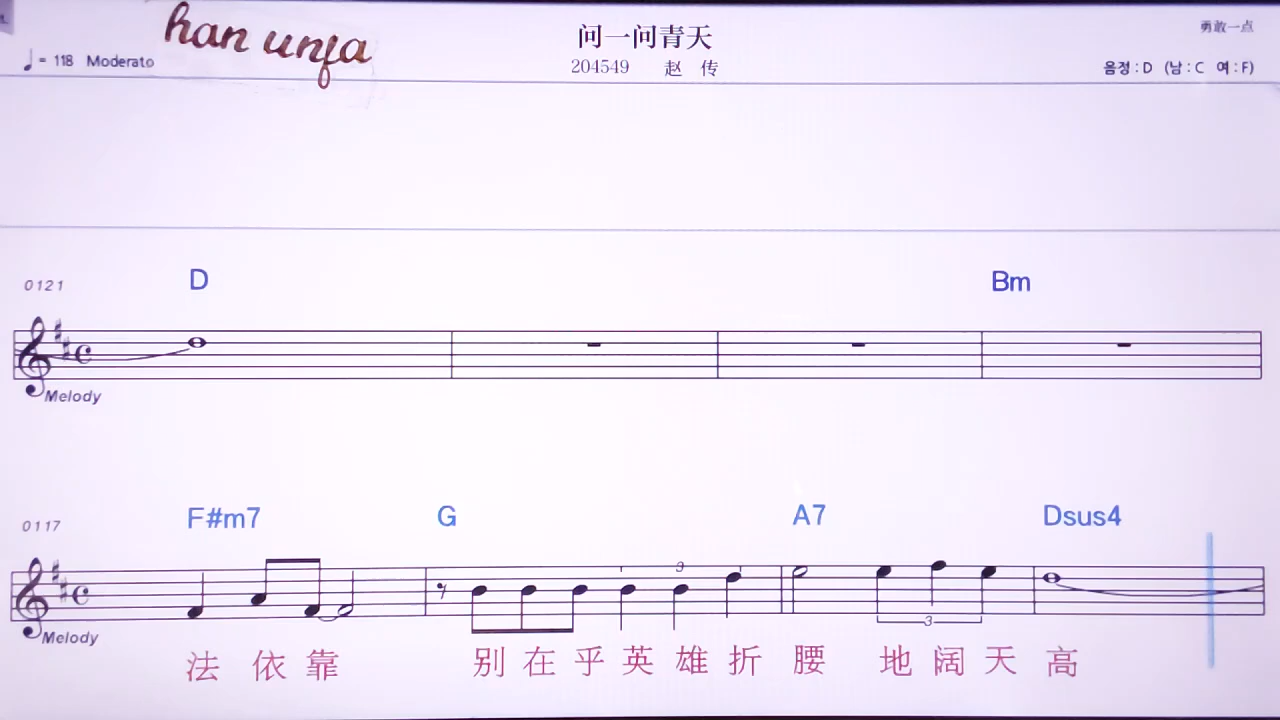 han unfa
问一问青天
勇敢一点
♩= 118 Moderato
204549 赵 传
음정 : D (남 : C 여 : F)
0121 D Bm
Melody
0117 F#m7 G A7 Dsus4
3
3
Melody
法 依 靠 别 在 乎 英 雄 折 腰 地 阔 天 高